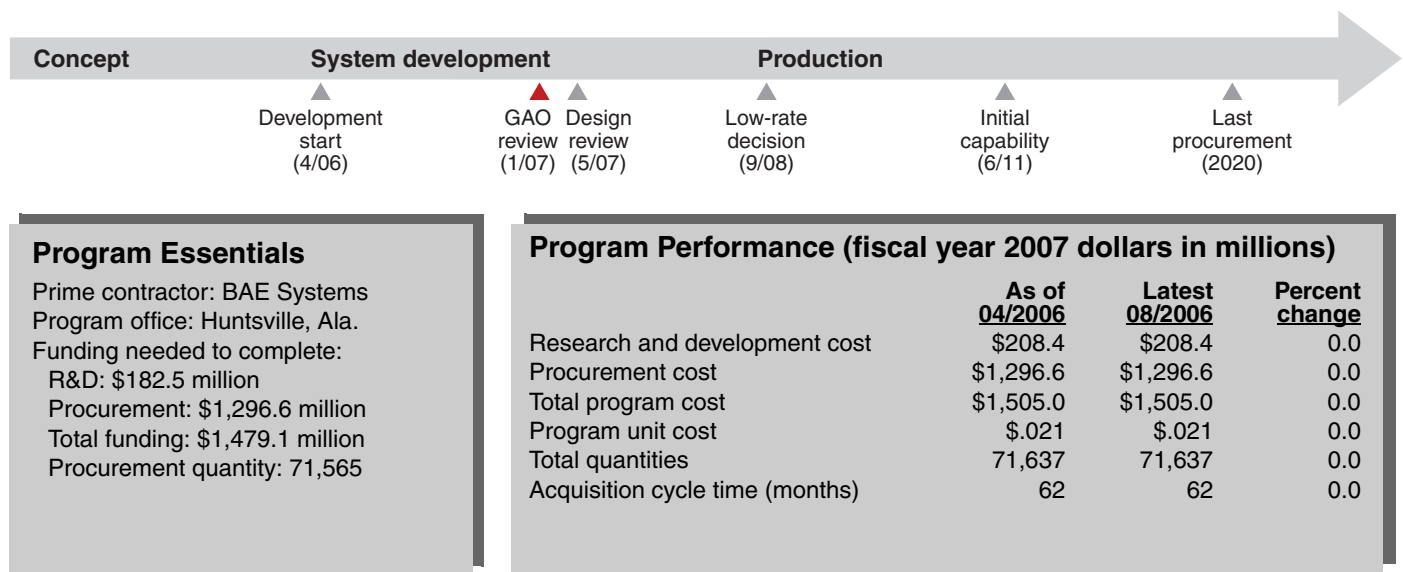 Concept System development Production
Development start (4/06)
GAO review (1/07)
Design review (5/07)
Low-rate decision (9/08)
Initial capability (6/11)
Last procurement (2020)
Program Essentials
Prime contractor: BAE Systems
Program office: Huntsville, Ala.
Funding needed to complete:
R&D: $182.5 million
Procurement: $1,296.6 million
Total funding: $1,479.1 million
Procurement quantity: 71,565
Program Performance (fiscal year 2007 dollars in millions)
As of 04/2006 Latest 08/2006 Percent change
Research and development cost $208.4 $208.4 0.0
Procurement cost $1,296.6 $1,296.6 0.0
Total program cost $1,505.0 $1,505.0 0.0
Program unit cost $.021 $.021 0.0
Total quantities 71,637 71,637 0.0
Acquisition cycle time (months) 62 62 0.0